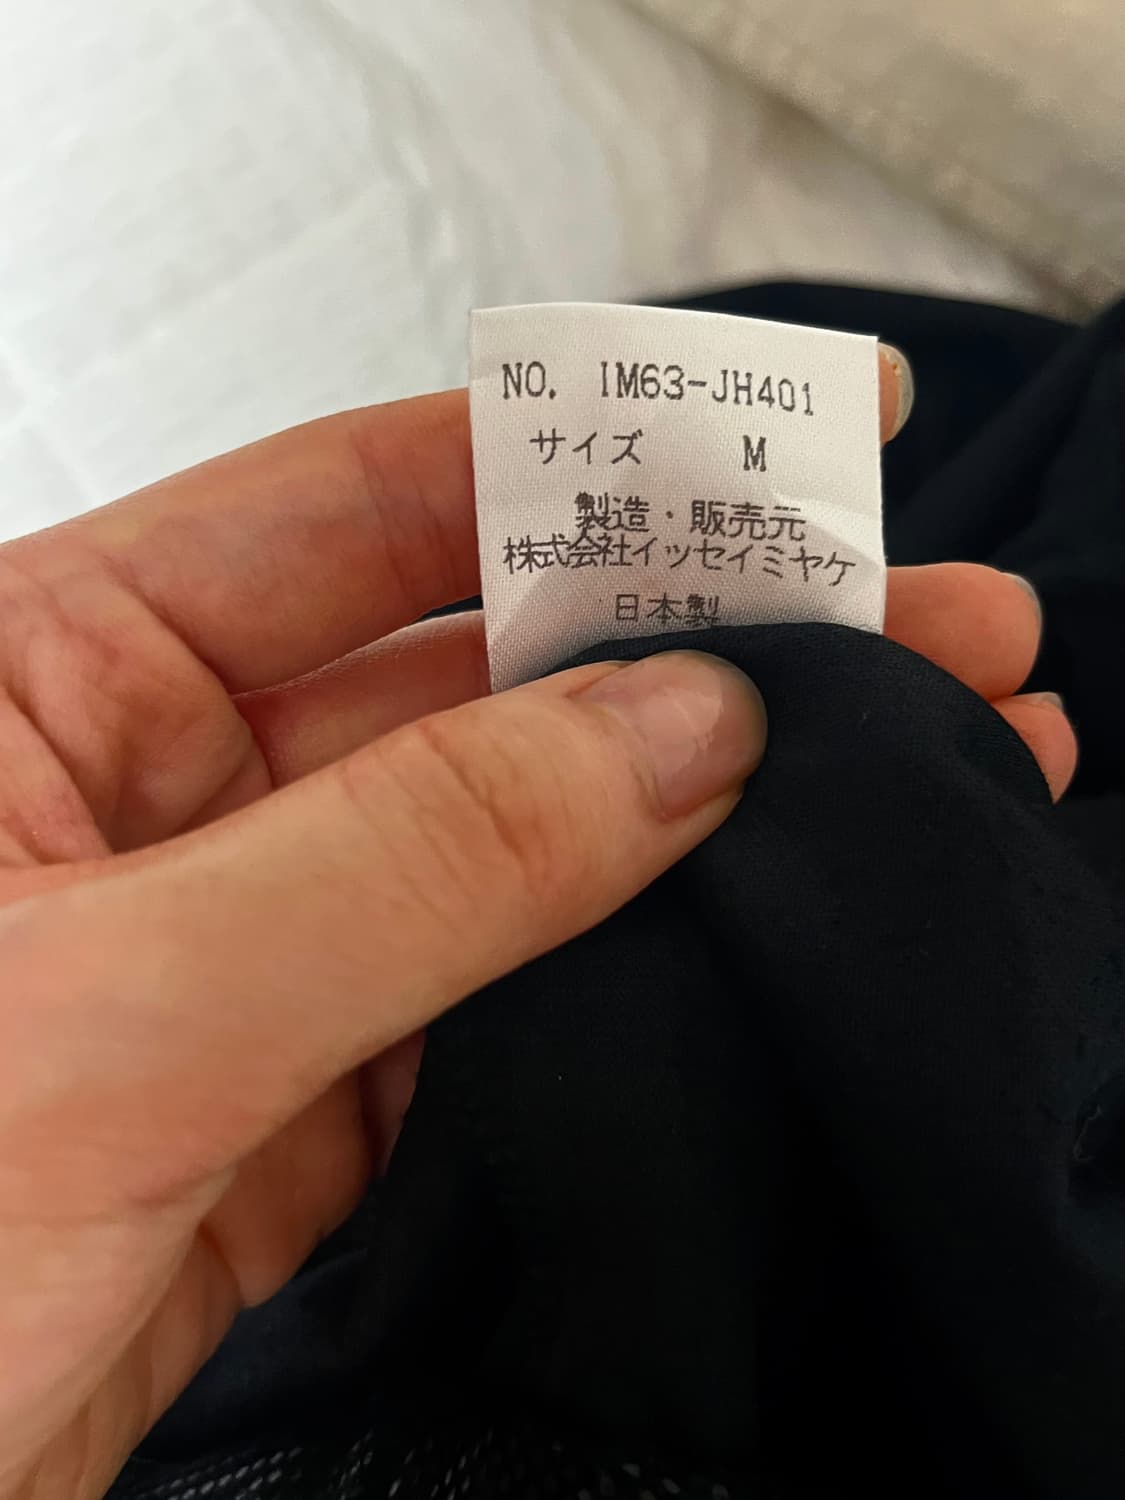 NO. IM63-JH401
サイズ M
製造・販売元
株式会社イッセイミヤケ
日本製